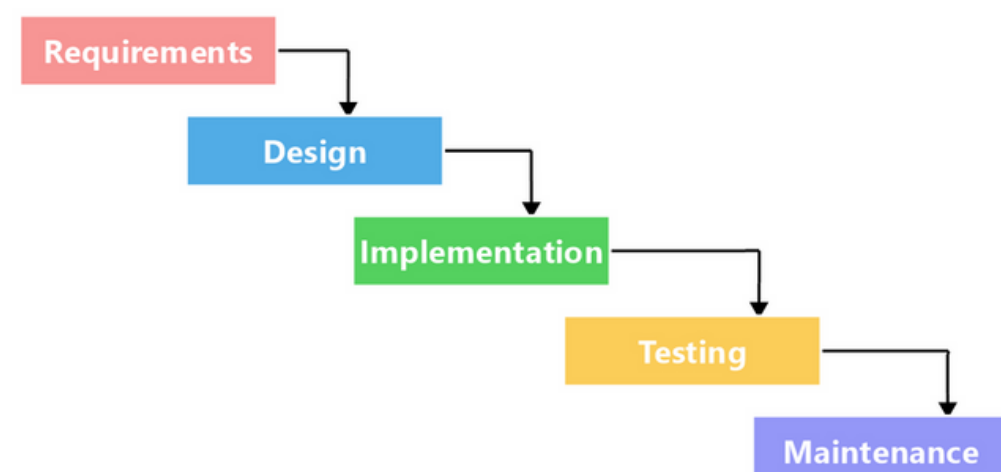 Requirements
Design
Implementation
Testing
Maintenance